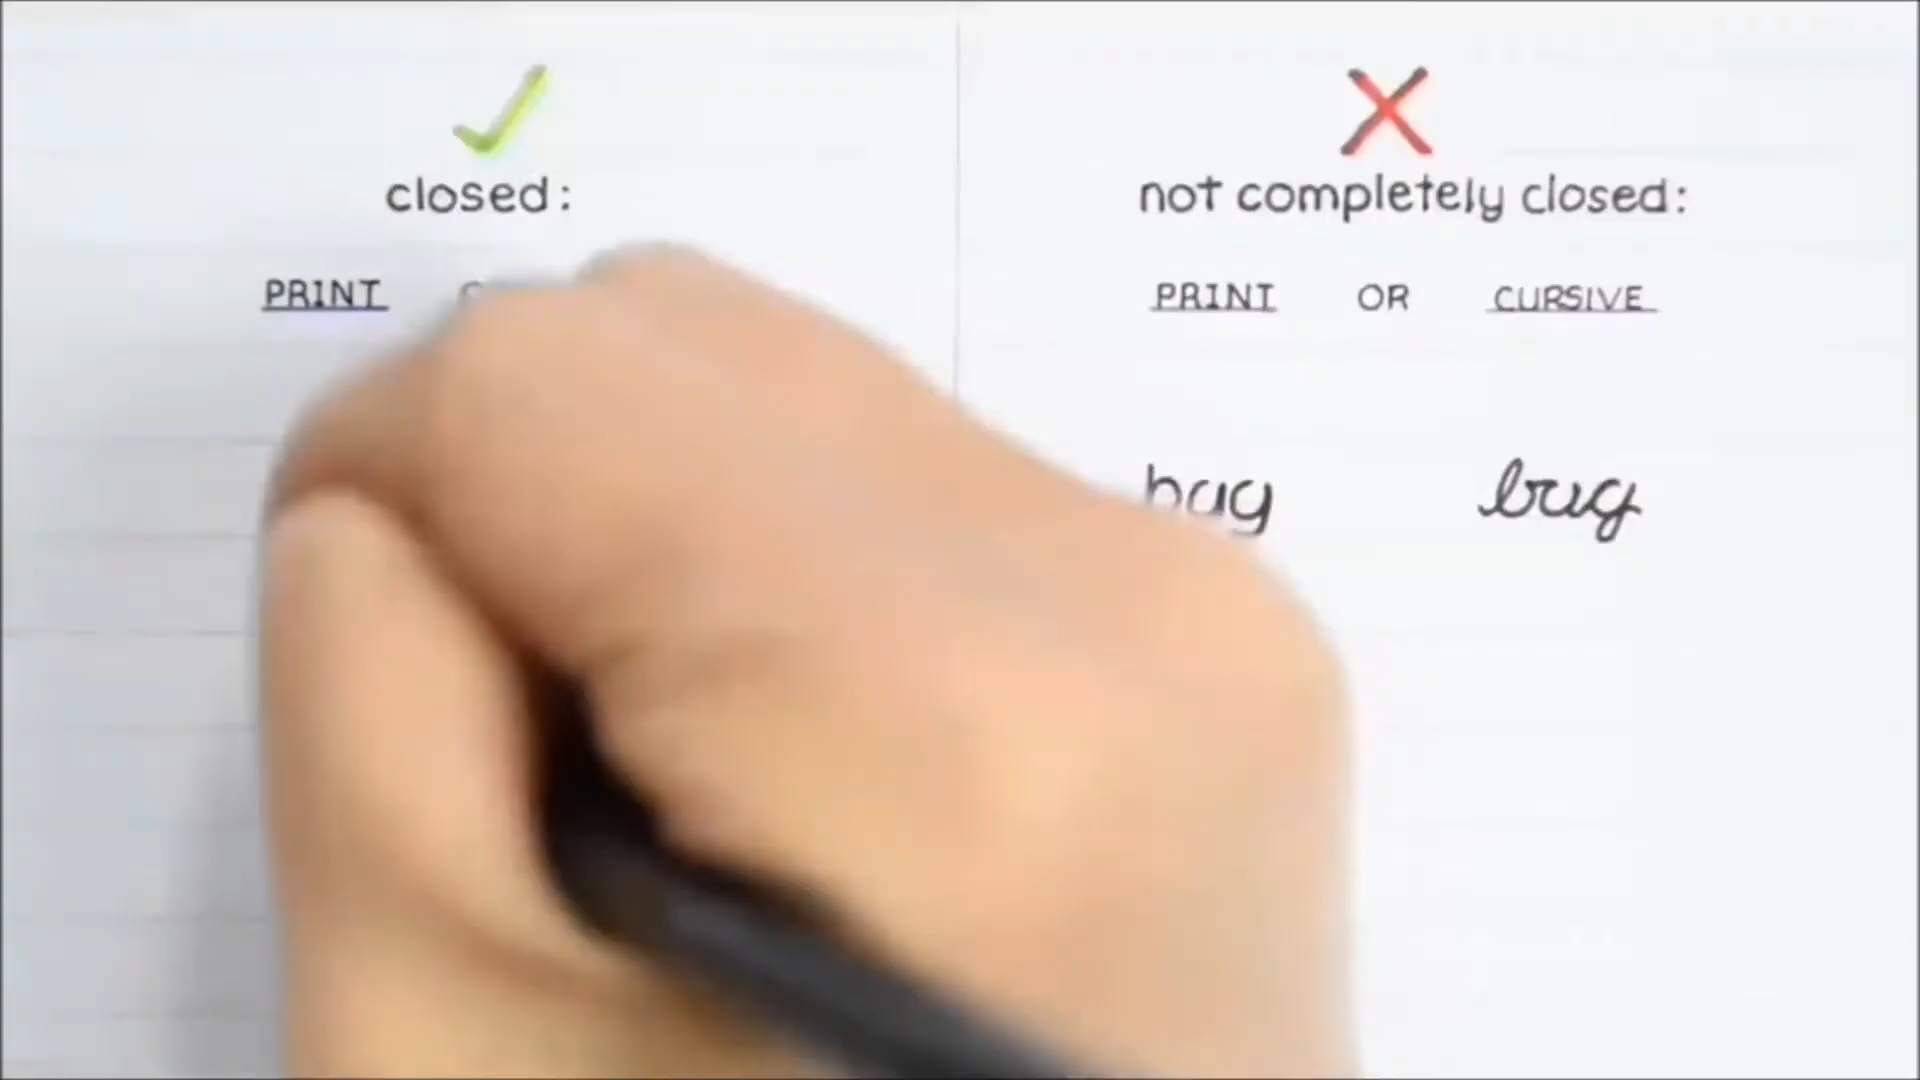 closed:
not completely closed:
PRINT
PRINT OR CURSIVE
bug